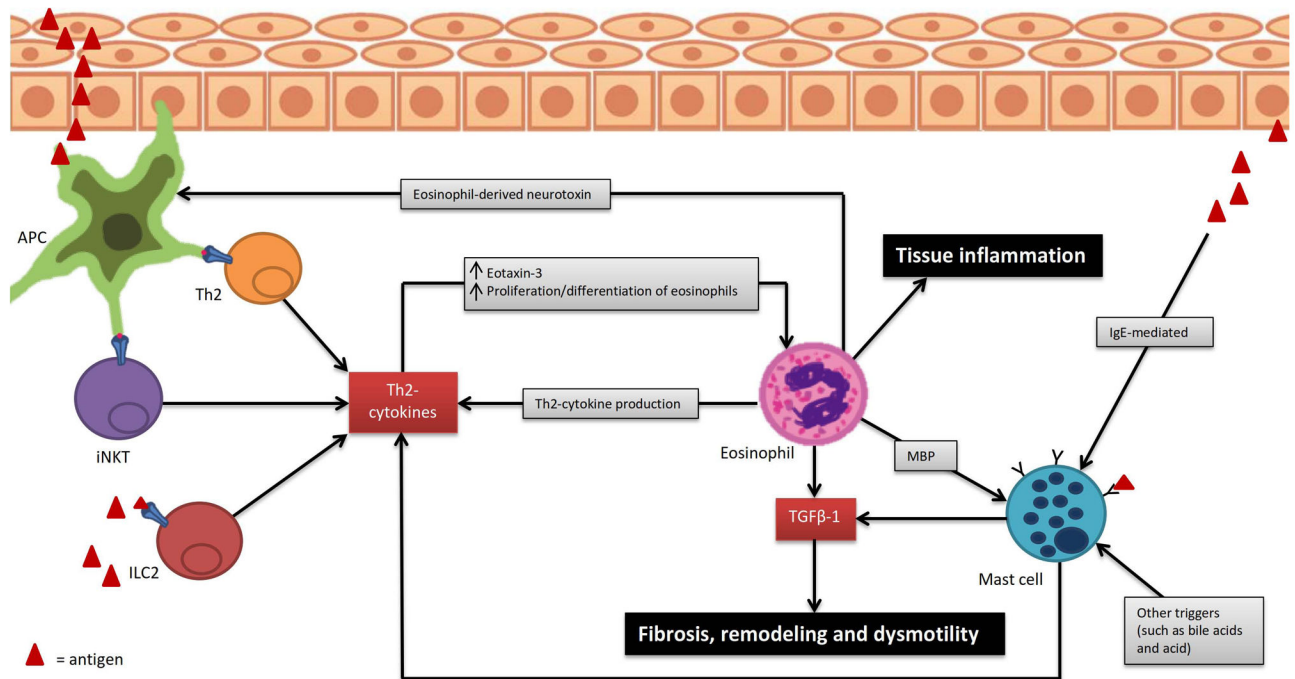 Eosinophil-derived neurotoxin
APC
Th2
Tissue inflammation
↑ Eotaxin-3
↑ Proliferation/differentiation of eosinophils
IgE-mediated
Th2-
cytokines
Th2-cytokine production
iNKT
Eosinophil
MBP
TGFβ-1
ILC2
Mast cell
Other triggers
(such as bile acids
and acid)
Fibrosis, remodeling and dysmotility
= antigen